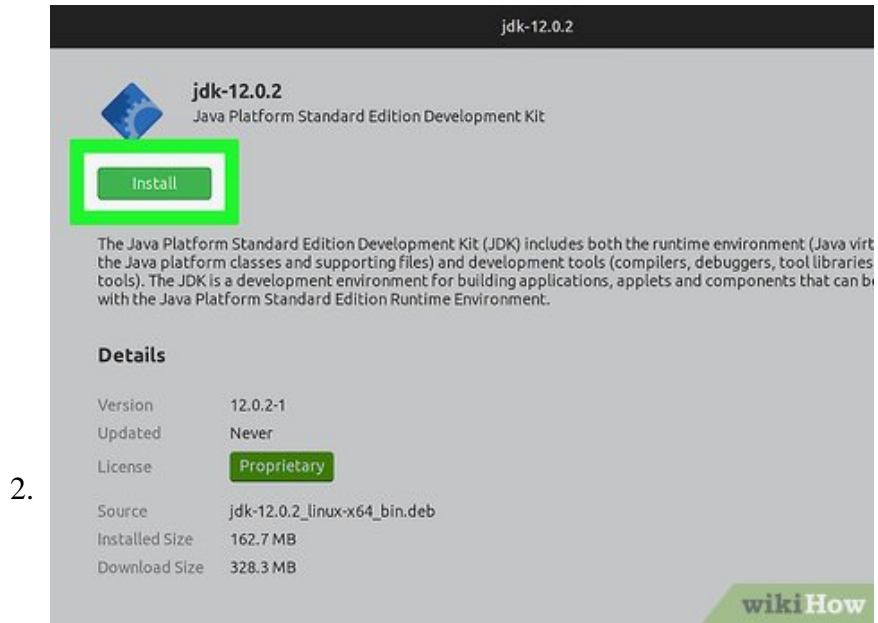 jdk-12.0.2
jdk-12.0.2
Java Platform Standard Edition Development Kit
Install
The Java Platform Standard Edition Development Kit (JDK) includes both the runtime environment (Java virt
the Java platform classes and supporting files) and development tools (compilers, debuggers, tool libraries
tools). The JDK is a development environment for building applications, applets and components that can be
with the Java Platform Standard Edition Runtime Environment.
Details
Version 12.0.2-1
Updated Never
License Proprietary
2.
Source jdk-12.0.2_linux-x64_bin.deb
Installed Size 162.7 MB
Download Size 328.3 MB
wikiHow